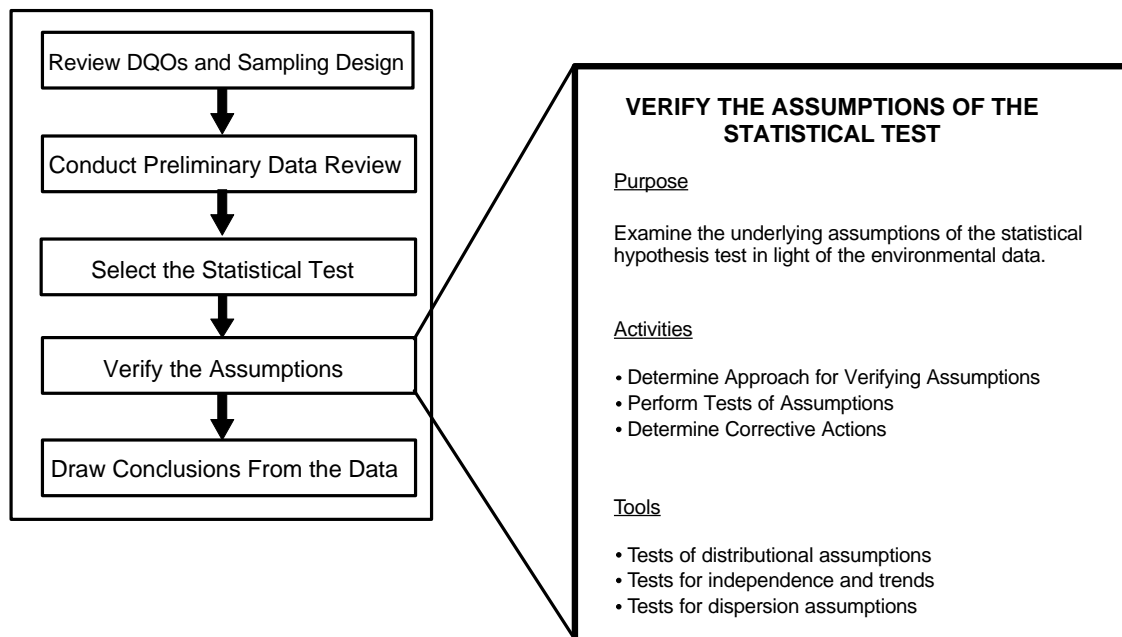 Review DQOs and Sampling Design
Conduct Preliminary Data Review
Select the Statistical Test
Verify the Assumptions
Draw Conclusions From the Data
VERIFY THE ASSUMPTIONS OF THE
STATISTICAL TEST
Purpose
Examine the underlying assumptions of the statistical
hypothesis test in light of the environmental data.
Activities
• Determine Approach for Verifying Assumptions
• Perform Tests of Assumptions
• Determine Corrective Actions
Tools
• Tests of distributional assumptions
• Tests for independence and trends
• Tests for dispersion assumptions